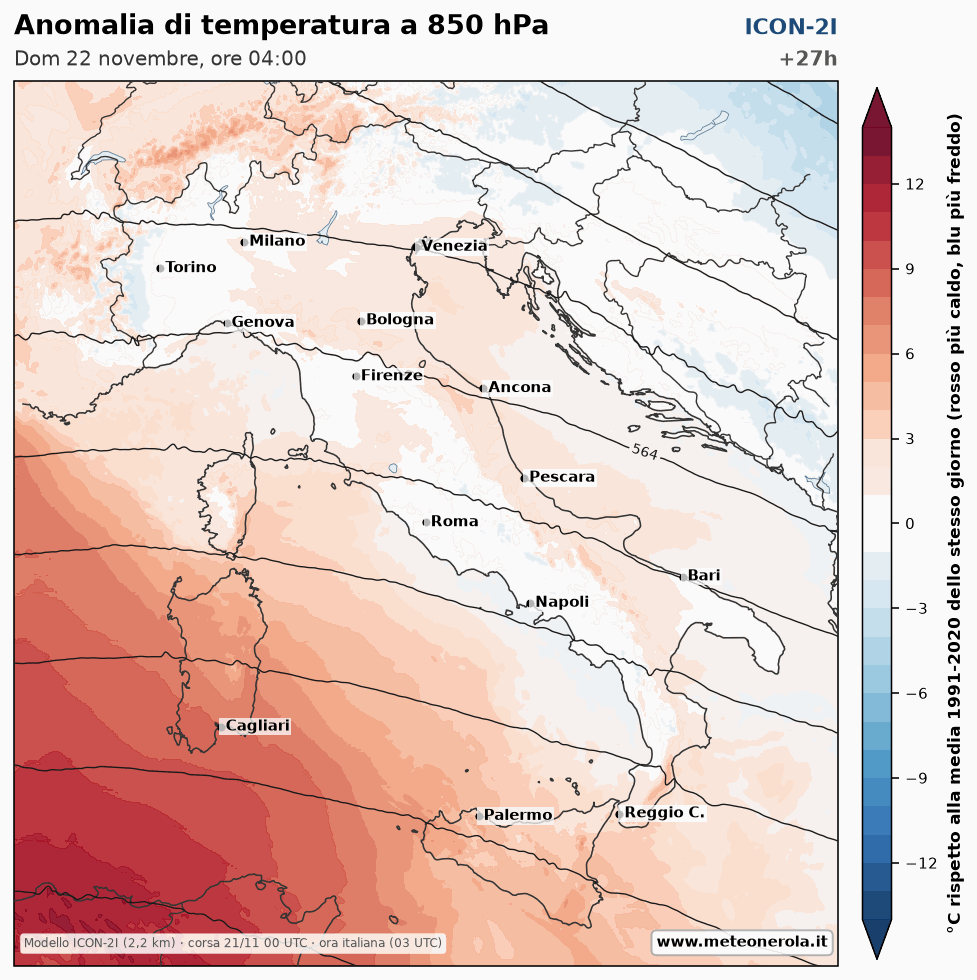 Anomalia di temperatura a 850 hPa
ICON-2I
Dom 22 novembre, ore 04:00
+27h
Milano
Venezia
Torino
Genova
Bologna
Firenze
Ancona
564
Pescara
Roma
Bari
Napoli
Cagliari
Palermo
Reggio C.
Modello ICON-2I (2,2 km) · corsa 21/11 00 UTC · ora italiana (03 UTC)
www.meteonerola.it
12
9
6
3
0
−3
−6
−9
−12
°C rispetto alla media 1991-2020 dello stesso giorno (rosso più caldo, blu più freddo)